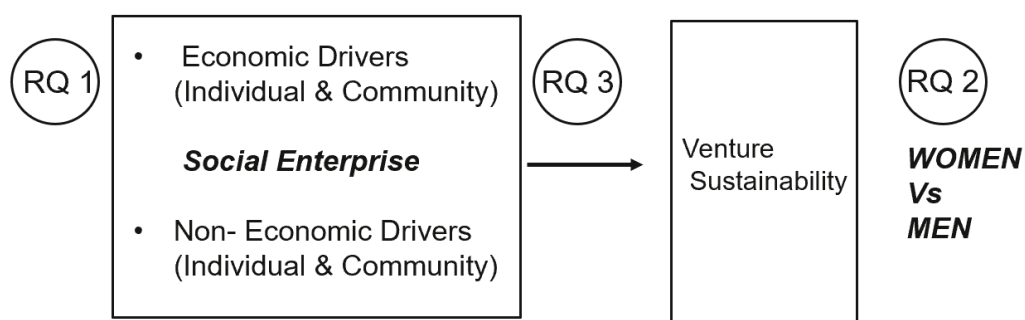 RQ 1
• Economic Drivers
(Individual & Community)
Social Enterprise
• Non- Economic Drivers
(Individual & Community)
RQ 3
Venture
Sustainability
RQ 2
WOMEN
Vs
MEN